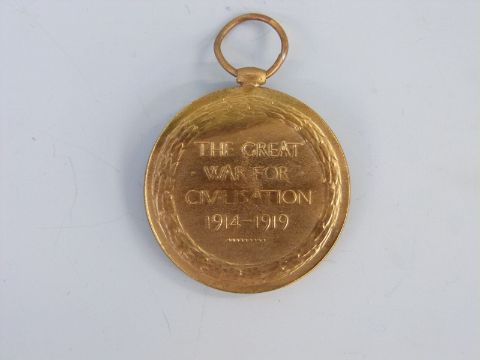 THE GREAT
WAR FOR
CIVILISATION
1914-1919